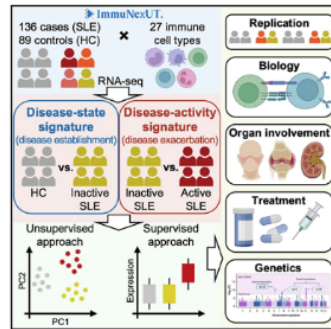 ImmuNexUT.
136 cases (SLE)
89 controls (HC)
27 immune
cell types
RNA-seq
Disease-state
signature
(disease establishment)
HC
vs.
Inactive
SLE
Disease-activity
signature
(disease exacerbation)
Inactive
SLE
vs.
Active
SLE
Unsupervised
approach
PC2
PC1
Supervised
approach
Expression
Replication
Biology
Organ involvement
Treatment
Genetics